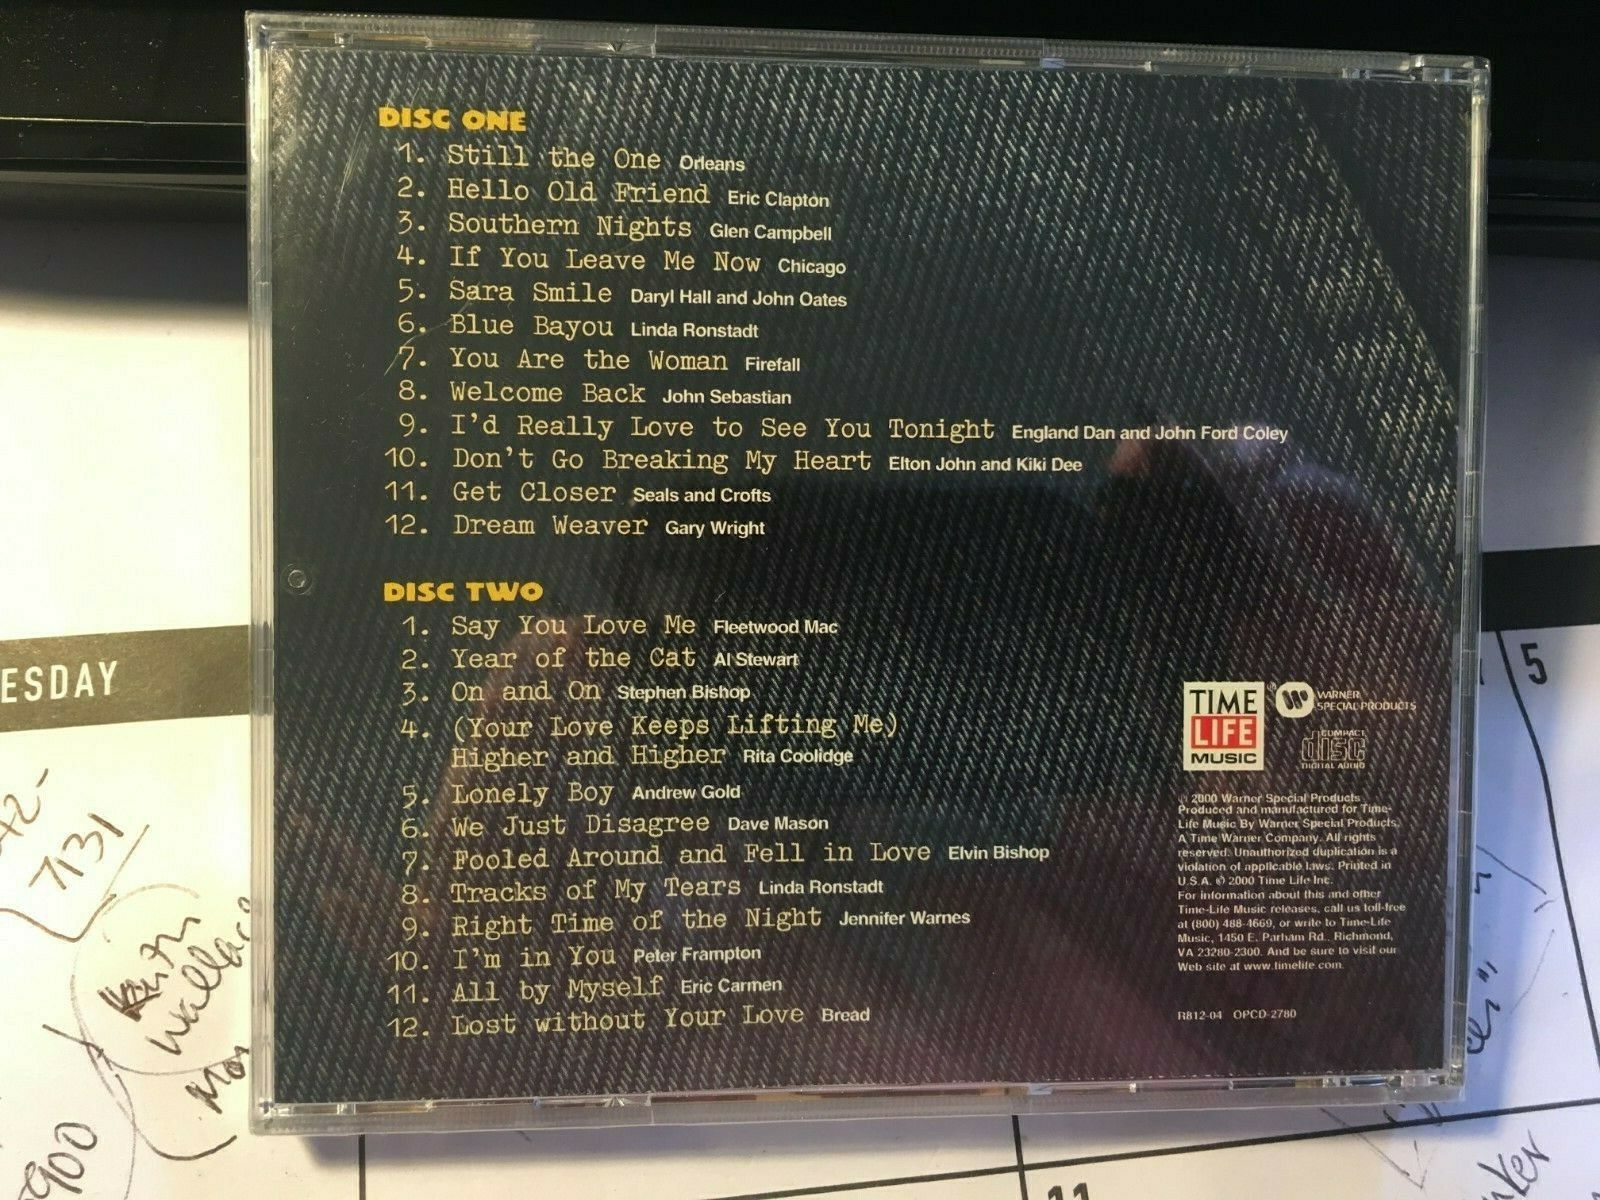 DISC ONE
1. Still the One Orleans
2. Hello Old Friend Eric Clapton
3. Southern Nights Glen Campbell
4. If You Leave Me Now Chicago
5. Sara Smile Daryl Hall and John Oates
6. Blue Bayou Linda Ronstadt
7. You Are the Woman Firefall
8. Welcome Back John Sebastian
9. I'd Really Love to See You Tonight England Dan and John Ford Coley
10. Don't Go Breaking My Heart Elton John and Kiki Dee
11. Get Closer Seals and Crofts
12. Dream Weaver Gary Wright
DISC TWO
1. Say You Love Me Fleetwood Mac
2. Year of the Cat Al Stewart
3. On and On Stephen Bishop
4. (Your Love Keeps Lifting Me)
Higher and Higher Rita Coolidge
5. Lonely Boy Andrew Gold
6. We Just Disagree Dave Mason
7. Fooled Around and Fell in Love Elvin Bishop
8. Tracks of My Tears Linda Ronstadt
9. Right Time of the Night Jennifer Warnes
10. I'm in You Peter Frampton
11. All by Myself Eric Carmen
12. Lost without Your Love Bread
TIME
LIFE
MUSIC
®
WARNER
SPECIAL PRODUCTS
COMPACT
disc
DIGITAL AUDIO
℗ 2000 Warner Special Products
Produced and manufactured for Time-
Life Music By Warner Special Products,
A Time Warner Company. All rights
reserved. Unauthorized duplication is a
violation of applicable laws. Printed in
U.S.A. © 2000 Time Life Inc.
For information about this and other
Time-Life Music releases, call us toll-free
at (800) 488-4669, or write to Time-Life
Music, 1450 E. Parham Rd., Richmond,
VA 23280-2300. And be sure to visit our
Web site at www.timelife.com.
R812-04 OPCD-2780
ESDAY
5
7131
900
11